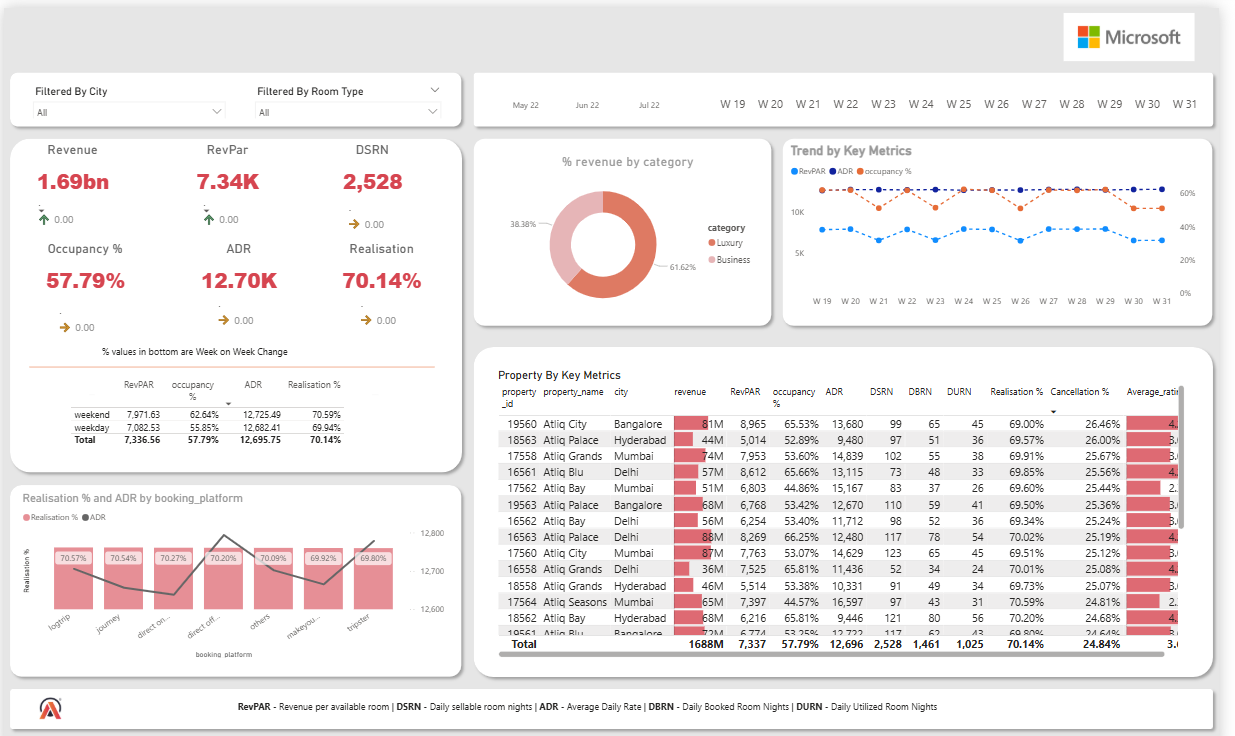 Microsoft
Filtered By City
All
Filtered By Room Type
All
May 22 Jun 22 Jul 22
W 19 W 20 W 21 W 22 W 23 W 24 W 25 W 26 W 27 W 28 W 29 W 30 W 31
Revenue RevPar DSRN
1.69bn 7.34K 2,528
0.00 0.00 0.00
Occupancy % ADR Realisation
57.79% 12.70K 70.14%
0.00 0.00 0.00
% values in bottom are Week on Week Change
RevPAR occupancy % ADR Realisation %
weekend 7,971.63 62.64% 12,725.49 70.59%
weekday 7,082.53 55.85% 12,682.41 69.94%
Total 7,336.56 57.79% 12,695.75 70.14%
% revenue by category
38.38%
61.62%
category
Luxury
Business
Trend by Key Metrics
RevPAR ADR occupancy %
10K
5K
60%
40%
20%
0%
W 19 W 20 W 21 W 22 W 23 W 24 W 25 W 26 W 27 W 28 W 29 W 30 W 31
Realisation % and ADR by booking_platform
Realisation % ADR
Realisation %
70.57% 70.54% 70.27% 70.20% 70.09% 69.92% 69.80%
12,800
12,700
12,600
logtrip journey direct on... direct off... others makeyou... tripster
booking_platform
Property By Key Metrics
property_id property_name city revenue RevPAR occupancy % ADR DSRN DBRN DURN Realisation % Cancellation % Average_ratin
19560 Atliq City Bangalore 81M 8,965 65.53% 13,680 99 65 45 69.00% 26.46% 4.
18563 Atliq Palace Hyderabad 44M 5,014 52.89% 9,480 97 51 36 69.57% 26.00% 3.
17558 Atliq Grands Mumbai 74M 7,953 53.60% 14,839 102 55 38 69.91% 25.67% 3.
16561 Atliq Blu Delhi 57M 8,612 65.66% 13,115 73 48 33 69.85% 25.56% 4.
17562 Atliq Bay Mumbai 51M 6,803 44.86% 15,167 83 37 26 69.60% 25.44% 2.
19563 Atliq Palace Bangalore 68M 6,768 53.42% 12,670 110 59 41 69.50% 25.36% 3.
16562 Atliq Bay Delhi 56M 6,254 53.40% 11,712 98 52 36 69.34% 25.24% 3.
16563 Atliq Palace Delhi 88M 8,269 66.25% 12,480 117 78 54 70.02% 25.19% 4.
17560 Atliq City Mumbai 87M 7,763 53.07% 14,629 123 65 45 69.51% 25.12% 3.
16558 Atliq Grands Delhi 36M 7,525 65.81% 11,436 52 34 24 70.01% 25.08% 4.
18558 Atliq Grands Hyderabad 46M 5,514 53.38% 10,331 91 49 34 69.73% 25.07% 3.
17564 Atliq Seasons Mumbai 65M 7,397 44.57% 16,597 97 43 31 70.59% 24.81% 2.
18562 Atliq Bay Hyderabad 68M 6,216 65.81% 9,446 121 80 56 70.20% 24.68% 4.
19561 Atliq Blu Bangalore 72M 6,774 53.25% 12,722 117 62 43 69.80% 24.64% 3.
Total 1688M 7,337 57.79% 12,696 2,528 1,461 1,025 70.14% 24.84% 3.6
RevPAR - Revenue per available room | DSRN - Daily sellable room nights | ADR - Average Daily Rate | DBRN - Daily Booked Room Nights | DURN - Daily Utilized Room Nights